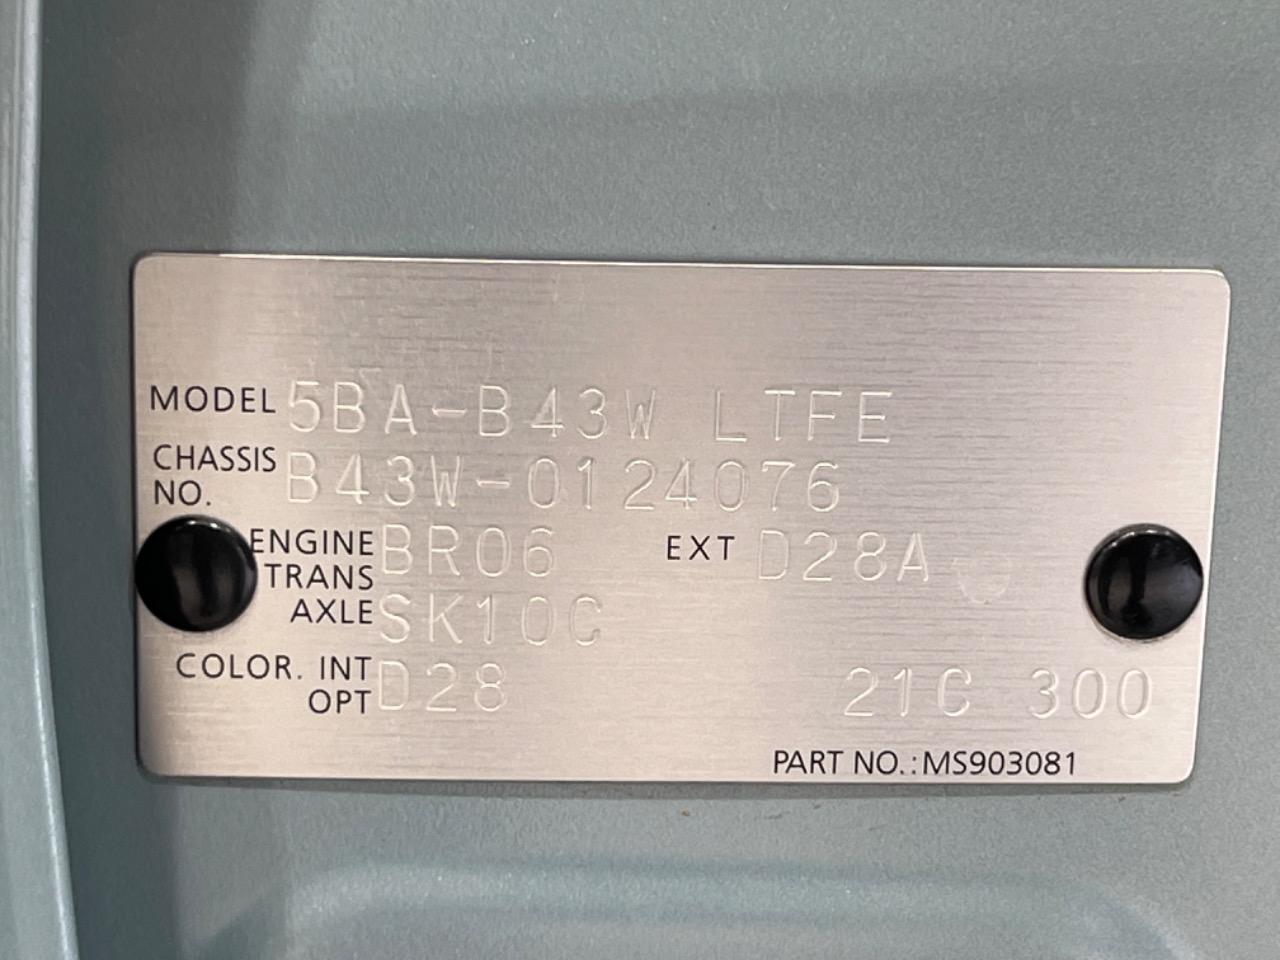 MODEL 5BA-B43W LTFE
CHASSIS NO. B43W-0124076
ENGINE BR06 EXT D28A
TRANS AXLE SK10C
COLOR. INT OPT D28 21C 300
PART NO.:MS903081